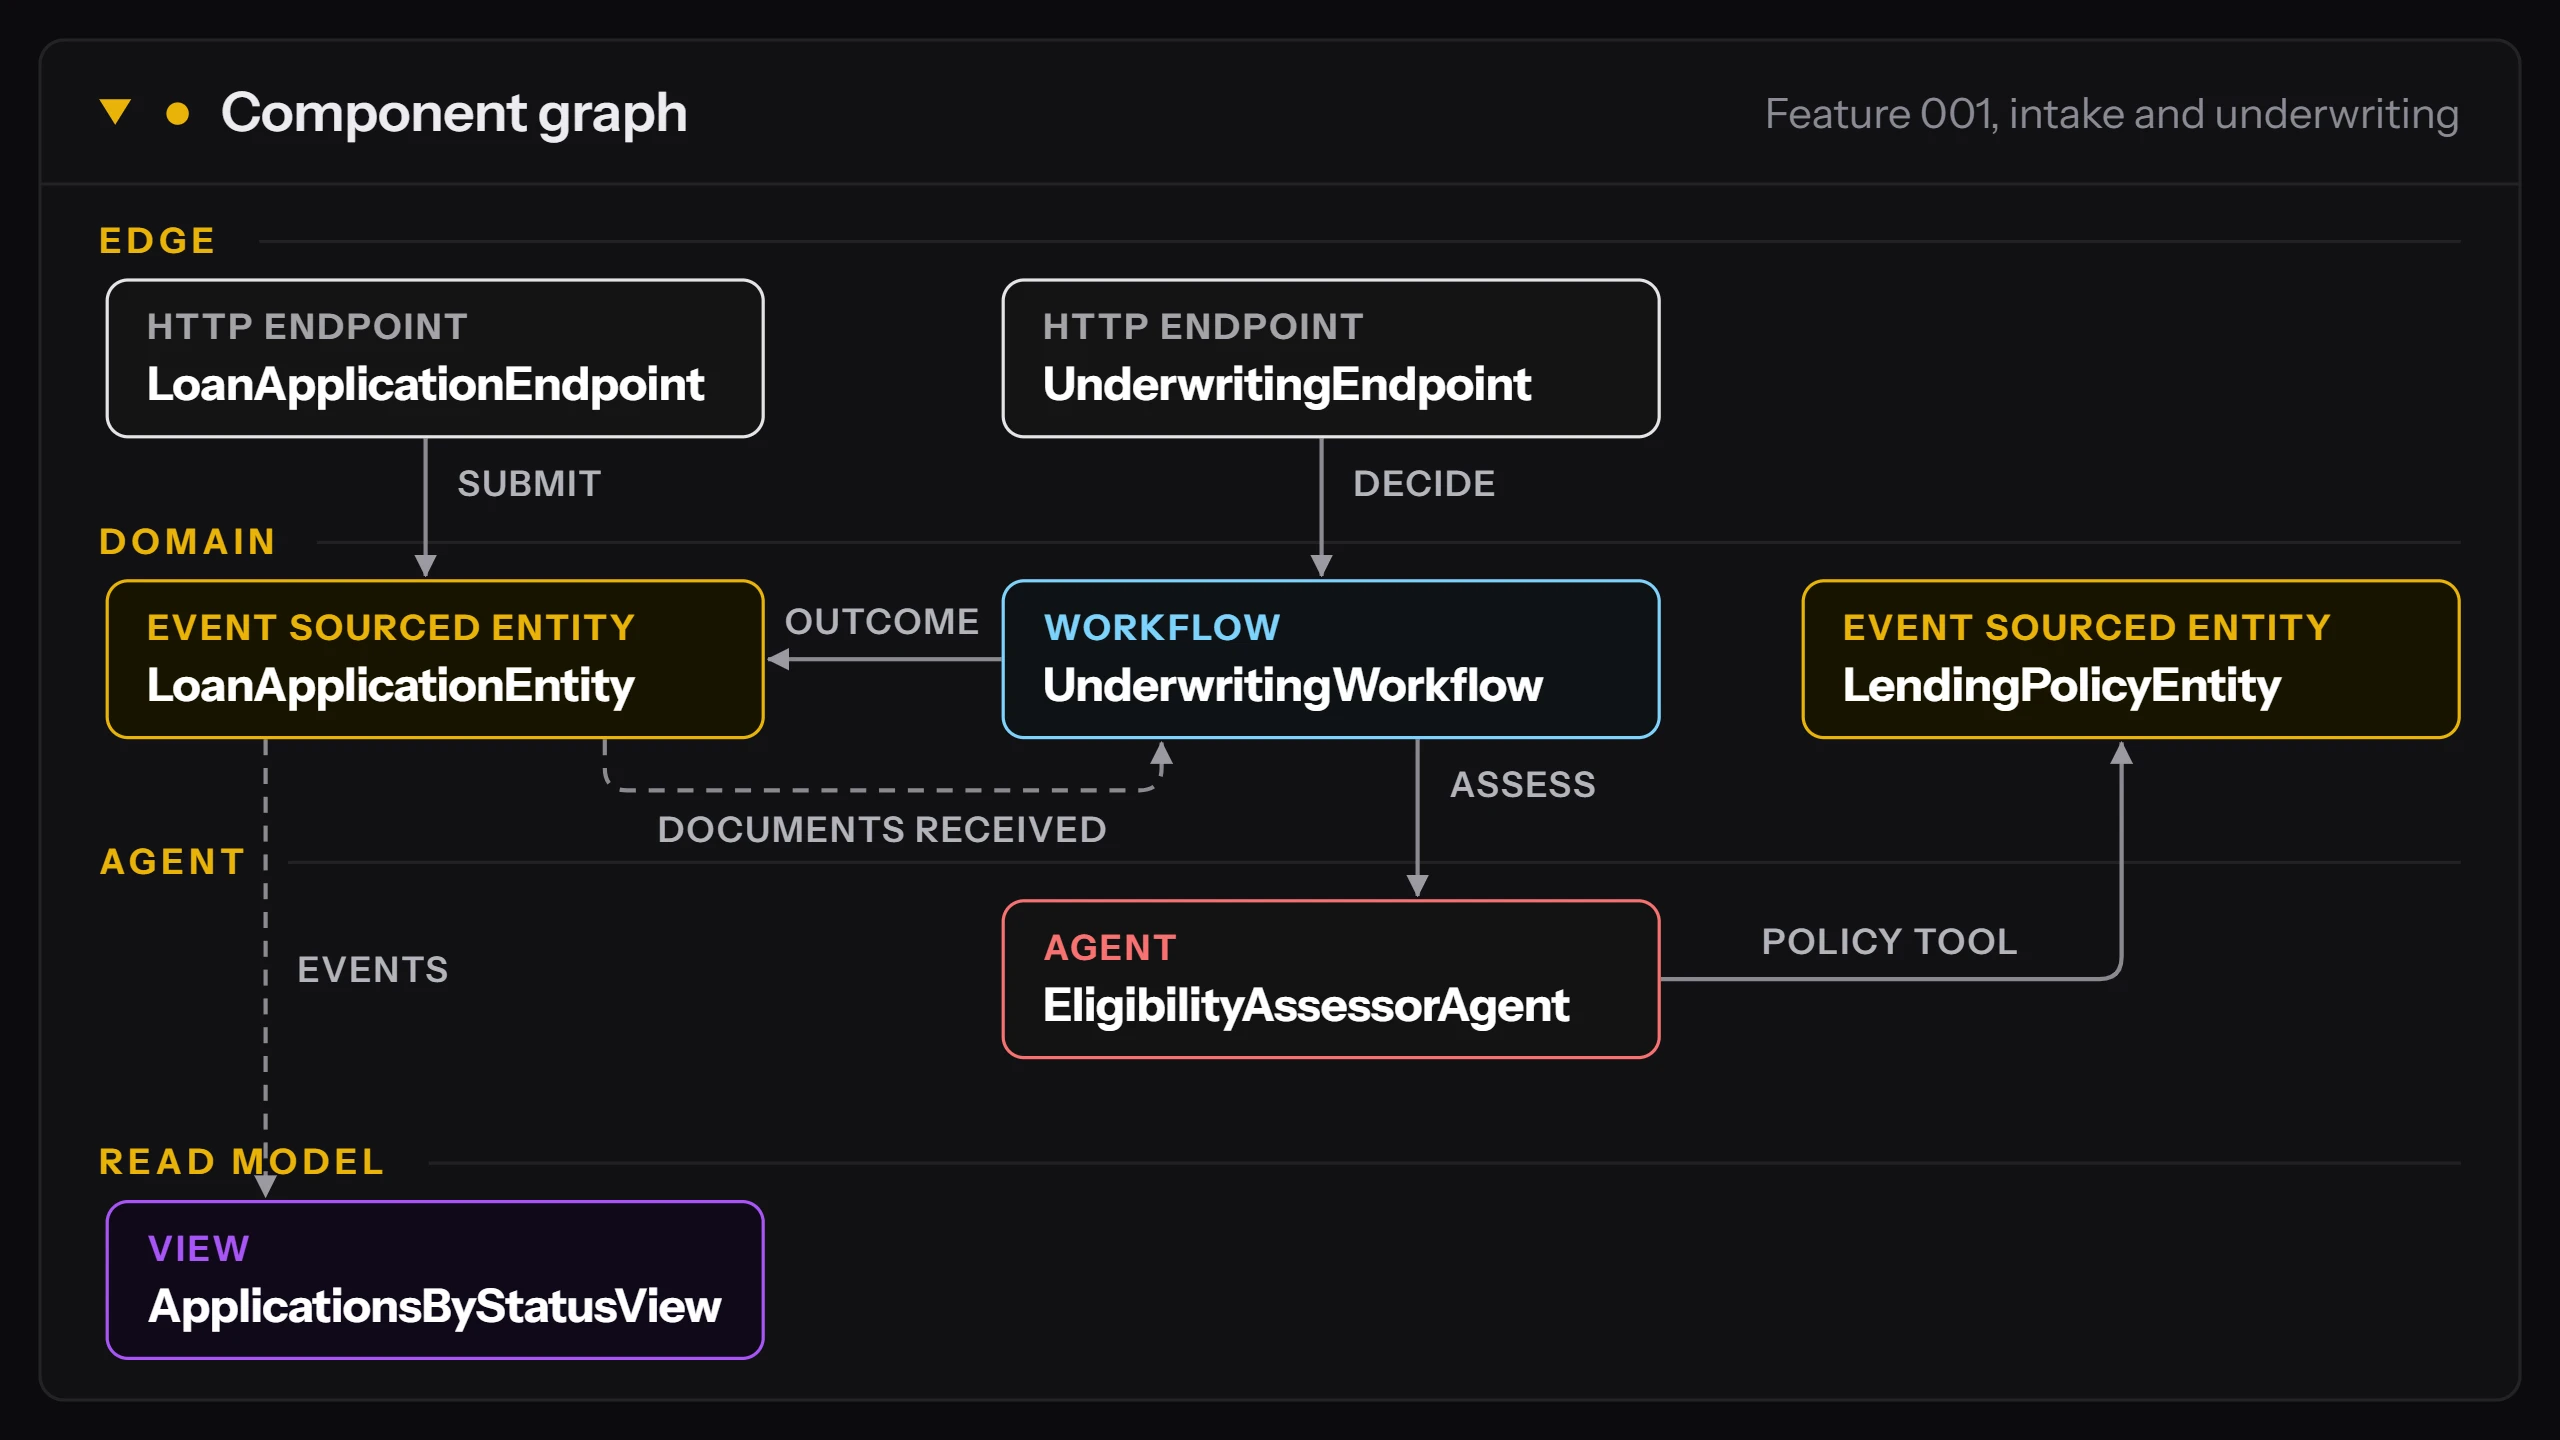 Component graph
Feature 001, intake and underwriting
EDGE
HTTP ENDPOINT
LoanApplicationEndpoint
HTTP ENDPOINT
UnderwritingEndpoint
SUBMIT
DECIDE
DOMAIN
EVENT SOURCED ENTITY
LoanApplicationEntity
OUTCOME
WORKFLOW
UnderwritingWorkflow
EVENT SOURCED ENTITY
LendingPolicyEntity
DOCUMENTS RECEIVED
ASSESS
AGENT
EVENTS
AGENT
EligibilityAssessorAgent
POLICY TOOL
READ MODEL
VIEW
ApplicationsByStatusView